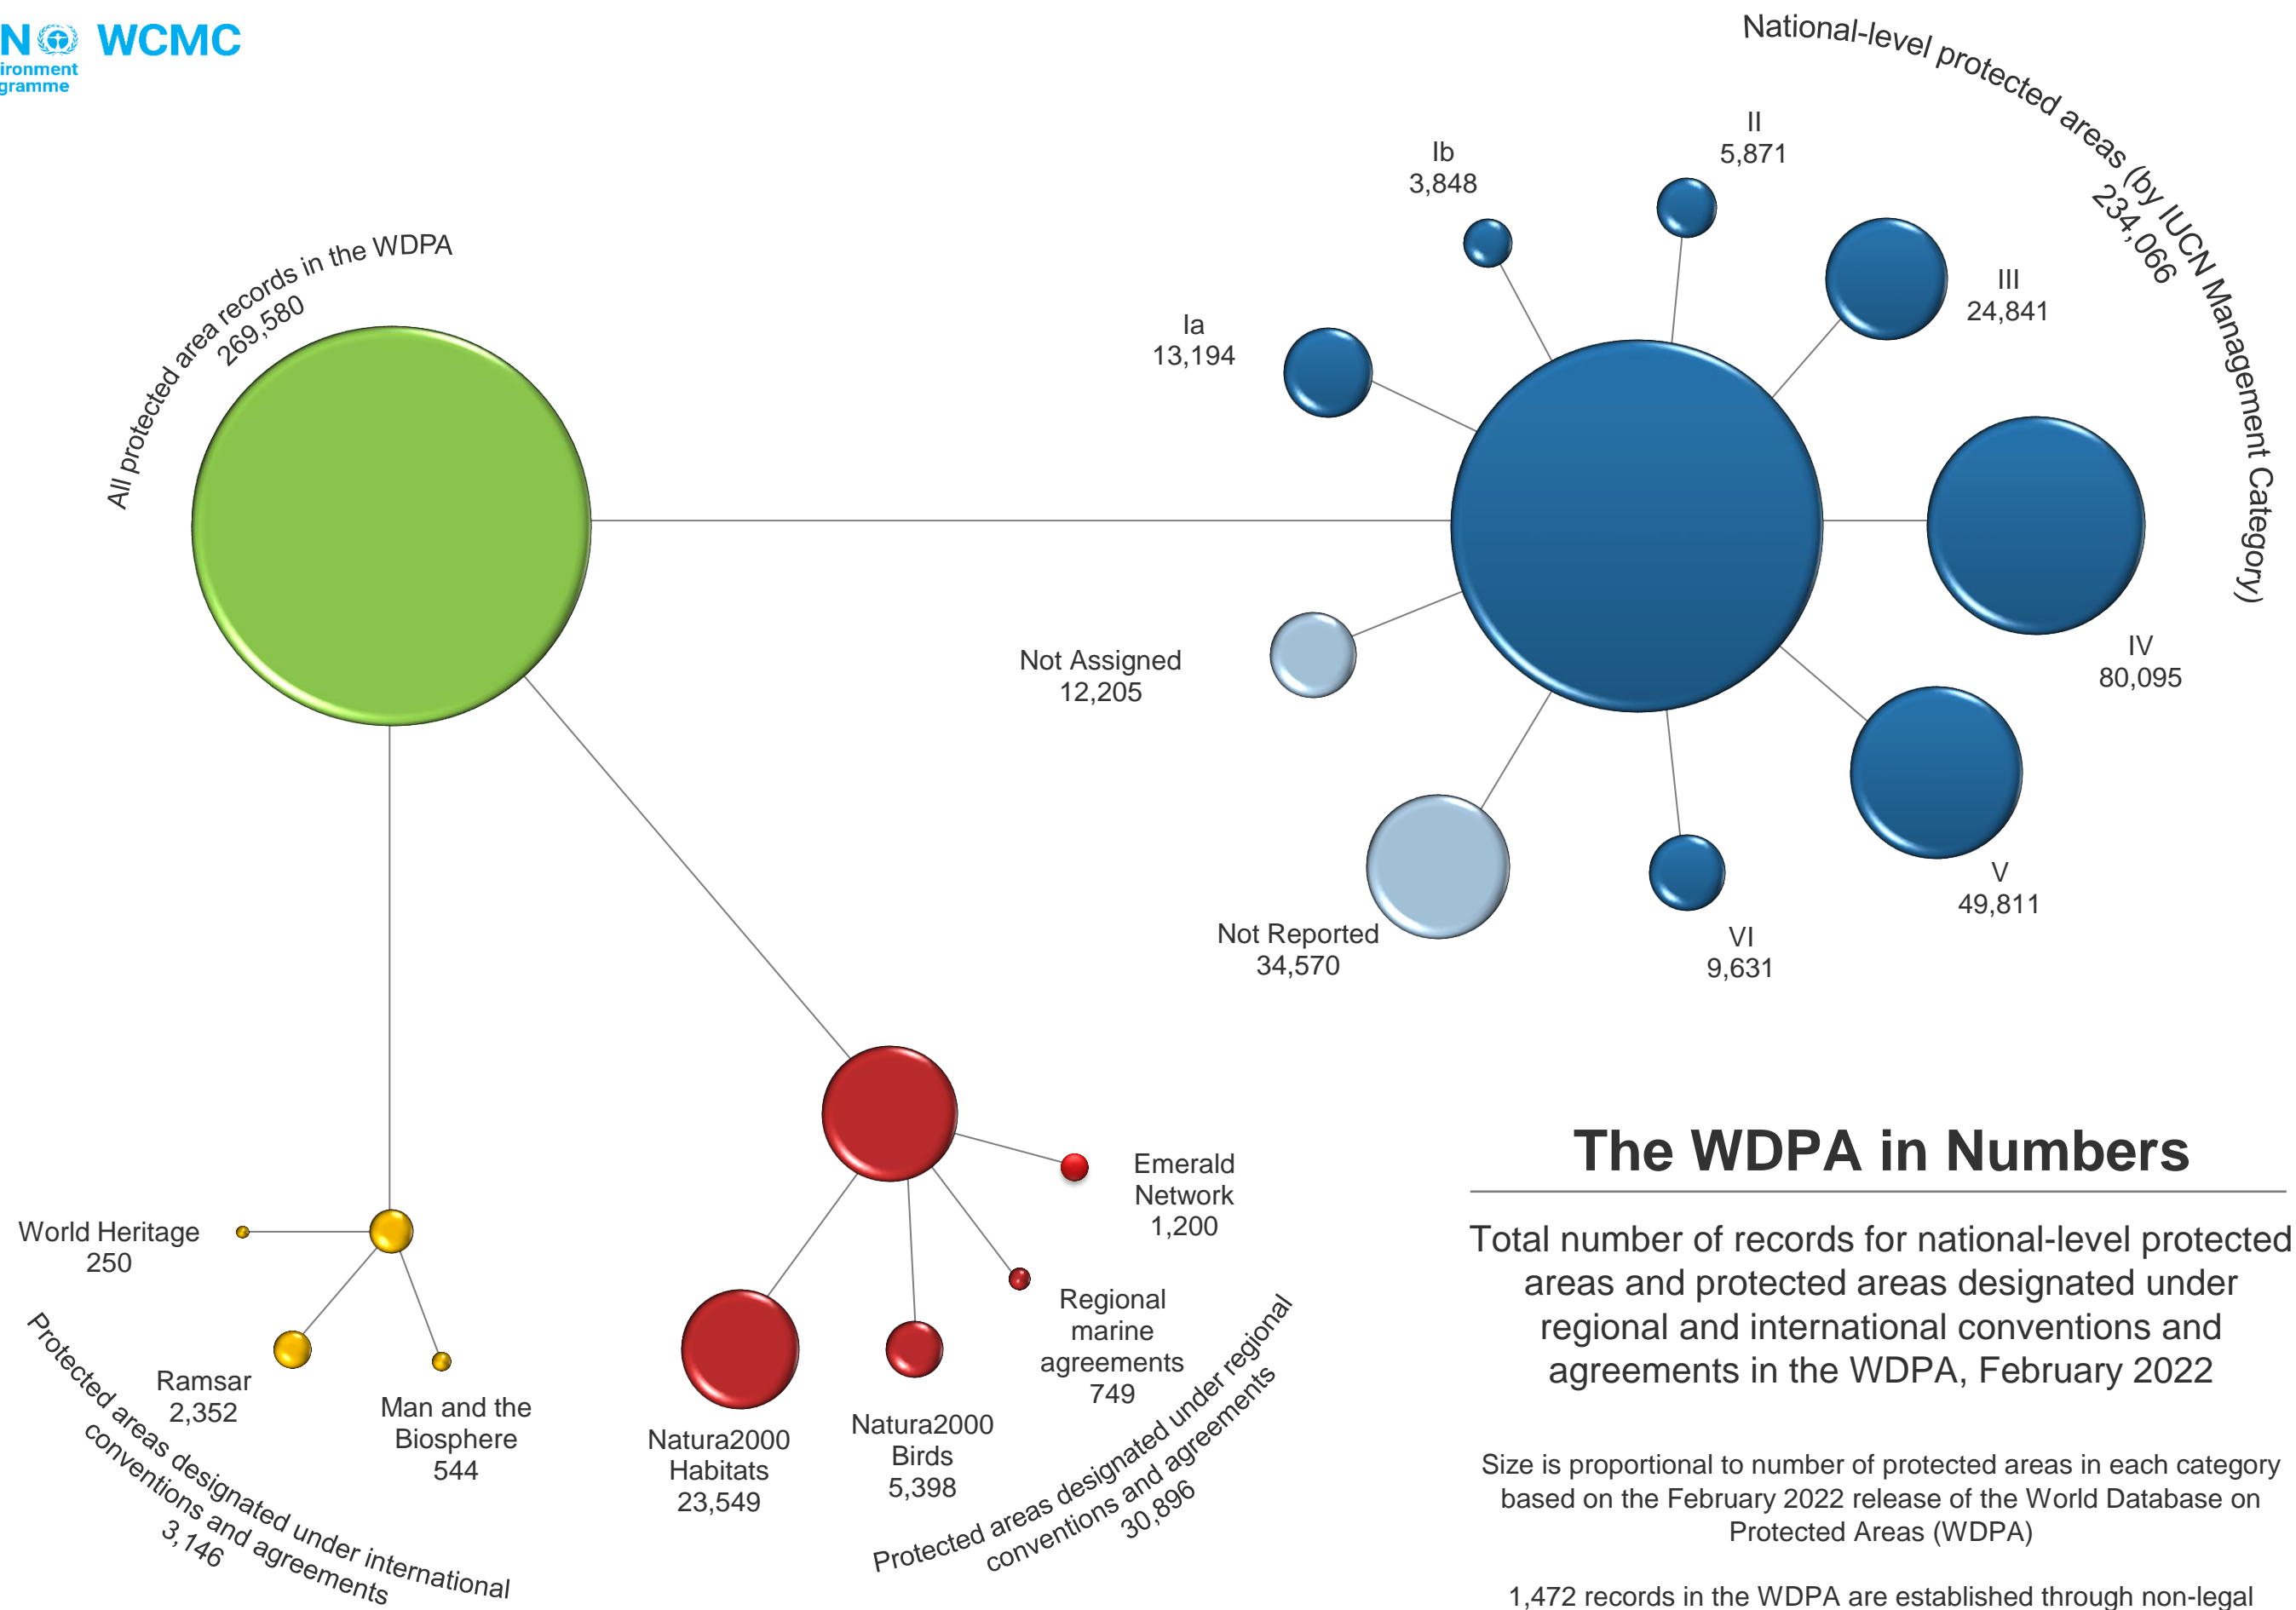 WCMC
All protected area records in the WDPA
269,580
National-level protected areas (by IUCN Management Category)
234,066
Ia
13,194
Ib
3,848
II
5,871
III
24,841
IV
80,095
V
49,811
VI
9,631
Not Reported
34,570
Not Assigned
12,205
World Heritage
250
Ramsar
2,352
Man and the
Biosphere
544
Protected areas designated under international
conventions and agreements
3,146
Natura2000
Habitats
23,549
Natura2000
Birds
5,398
Regional
marine
agreements
749
Emerald
Network
1,200
Protected areas designated under regional
conventions and agreements
30,896
The WDPA in Numbers
Total number of records for national-level protected
areas and protected areas designated under
regional and international conventions and
agreements in the WDPA, February 2022
Size is proportional to number of protected areas in each category
based on the February 2022 release of the World Database on
Protected Areas (WDPA)
1,472 records in the WDPA are established through non-legal